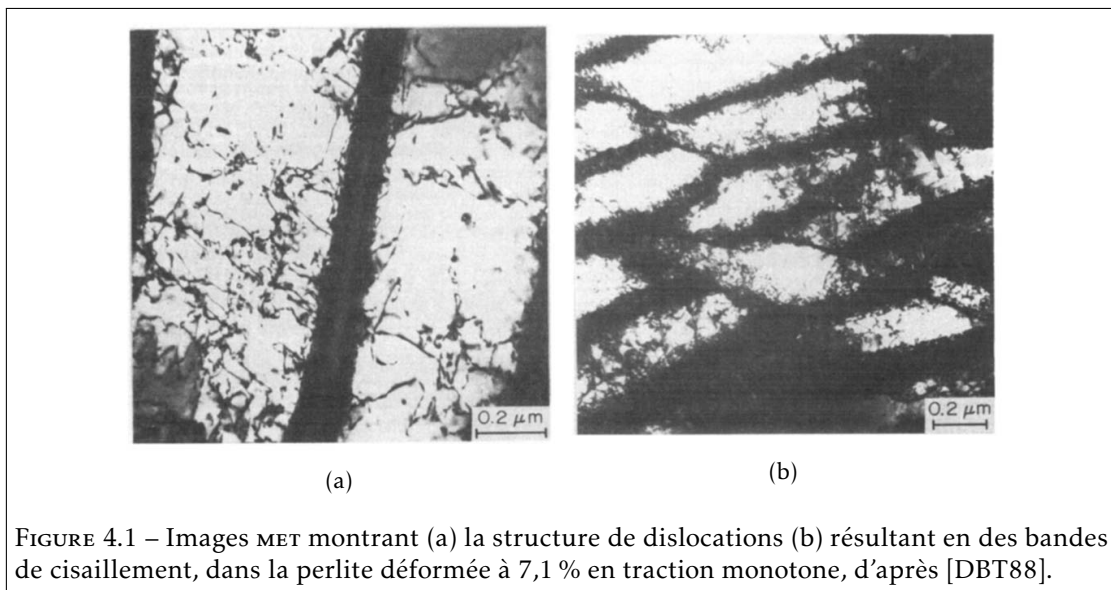 0.2 μm
0.2 μm
(a)
(b)
FIGURE 4.1 – Images MET montrant (a) la structure de dislocations (b) résultant en des bandes
de cisaillement, dans la perlite déformée à 7,1 % en traction monotone, d'après [DBT88].